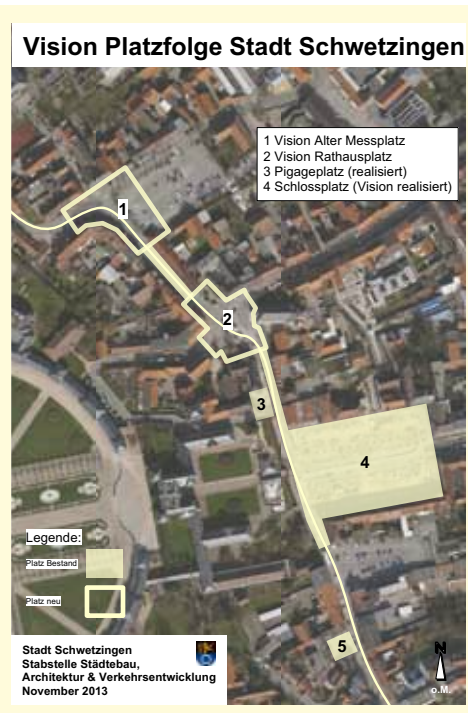 Vision Platzfolge Stadt Schwetzingen
1 Vision Alter Messplatz
2 Vision Rathausplatz
3 Pigageplatz (realisiert)
4 Schlossplatz (Vision realisiert)
1
2
3
4
5
Legende:
Platz Bestand
Platz neu
Stadt Schwetzingen
Stabstelle Städtebau,
Architektur & Verkehrsentwicklung
November 2013
N
o.M.